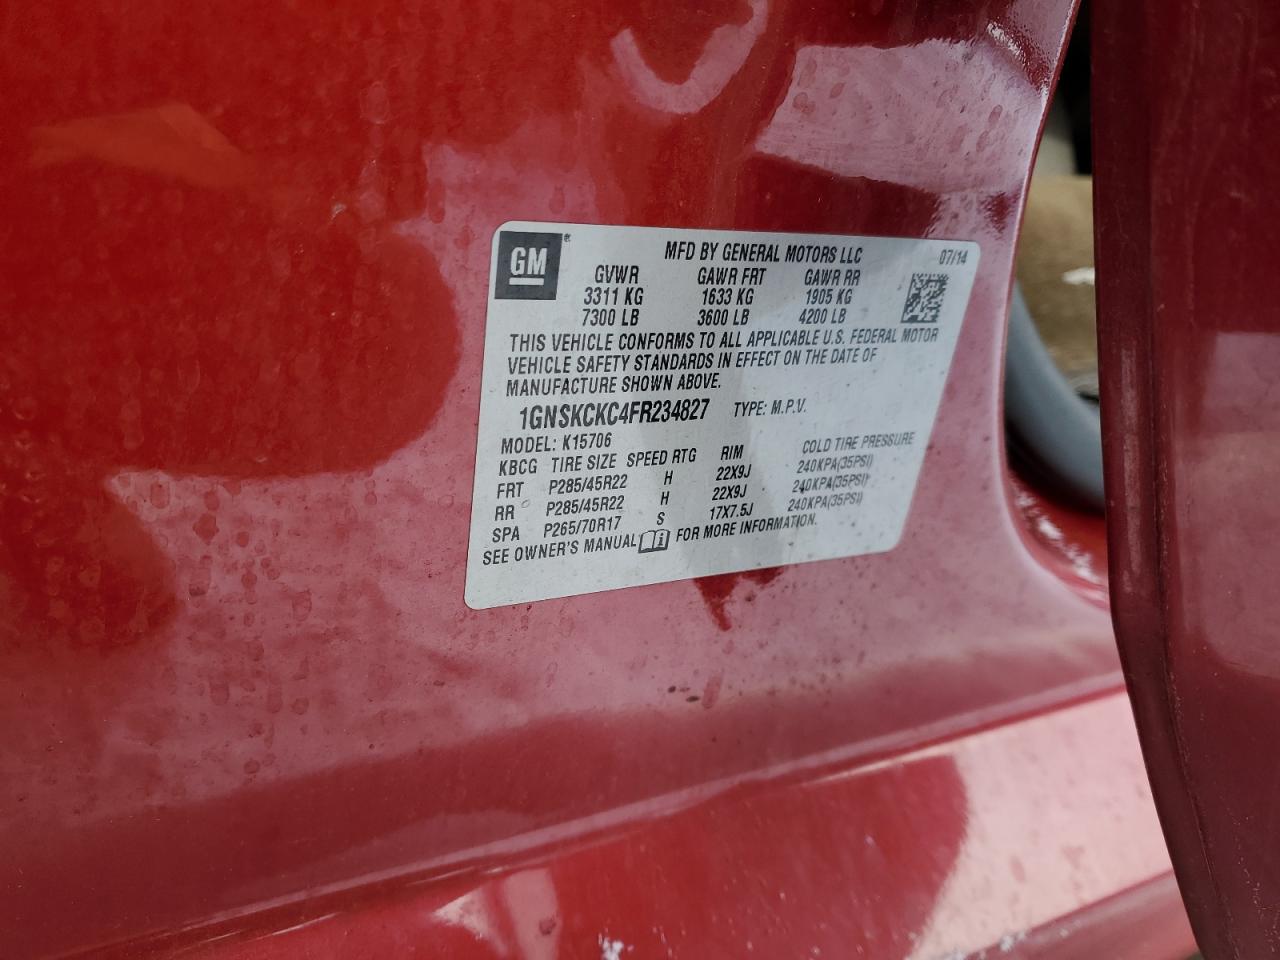 GM
MFD BY GENERAL MOTORS LLC 07/14
GVWR GAWR FRT GAWR RR
3311 KG 1633 KG 1905 KG
7300 LB 3600 LB 4200 LB
THIS VEHICLE CONFORMS TO ALL APPLICABLE U.S. FEDERAL MOTOR
VEHICLE SAFETY STANDARDS IN EFFECT ON THE DATE OF
MANUFACTURE SHOWN ABOVE.
1GNSKCKC4FR234827 TYPE: M.P.V.
MODEL: K15706
KBCG TIRE SIZE SPEED RTG RIM COLD TIRE PRESSURE
FRT P285/45R22 H 22X9J 240KPA(35PSI)
RR P285/45R22 H 22X9J 240KPA(35PSI)
SPA P265/70R17 S 17X7.5J 240KPA(35PSI)
SEE OWNER'S MANUAL FOR MORE INFORMATION.